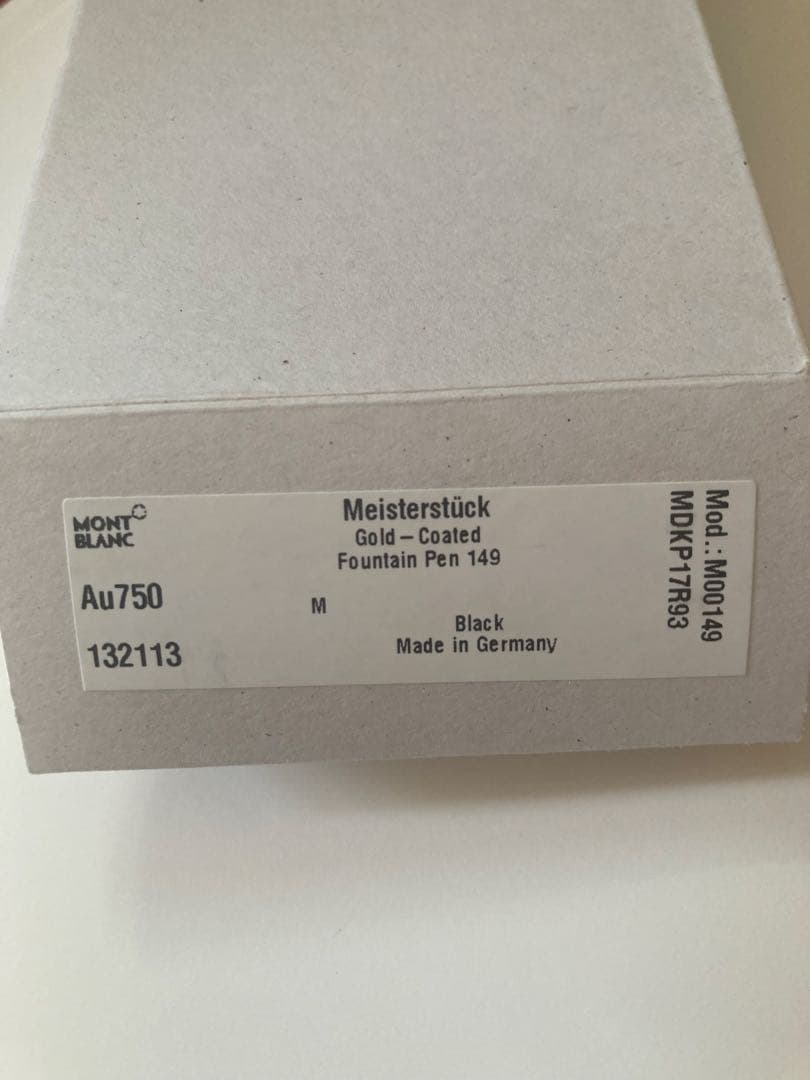 MONT
BLANC
Meisterstück
Gold-Coated
Fountain Pen 149
Au750
M
132113
Black
Made in Germany
Mod.: M00149
MDKP17R93